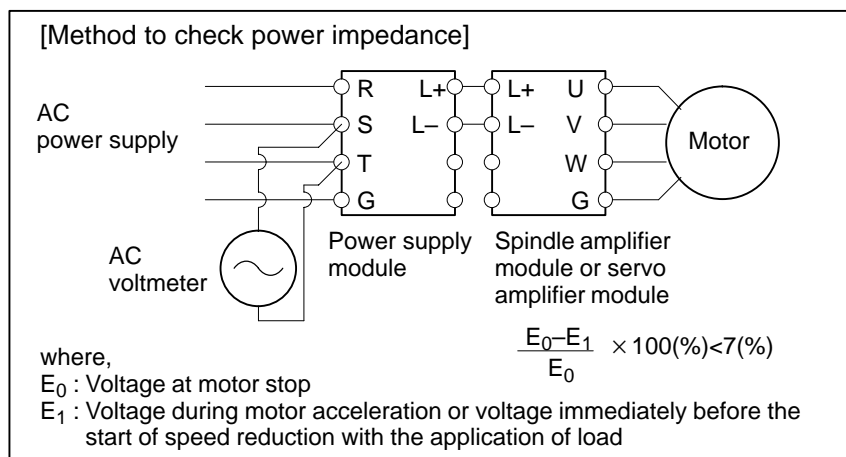 [Method to check power impedance]
AC
power supply
R
S
T
G
L+
L–
L+
L–
U
V
W
G
Motor
AC
voltmeter
Power supply
module
Spindle amplifier
module or servo
amplifier module
E0–E1
E0
×100(%)<7(%)
where,
E0 : Voltage at motor stop
E1 : Voltage during motor acceleration or voltage immediately before the
start of speed reduction with the application of load